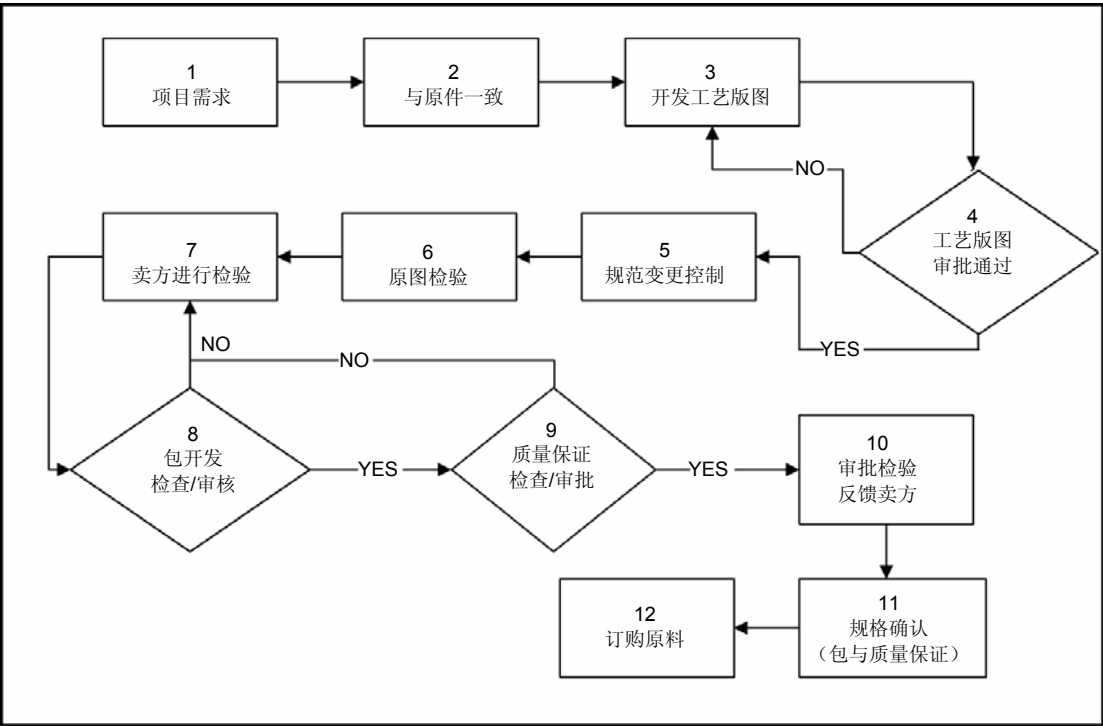 1
项目需求
2
与原件一致
3
开发工艺版图
NO
4
工艺版图
审批通过
7
卖方进行检验
6
原图检验
5
规范变更控制
YES
NO
NO
8
包开发
检查/审核
YES
9
质量保证
检查/审批
YES
10
审批检验
反馈卖方
11
规格确认
（包与质量保证）
12
订购原料